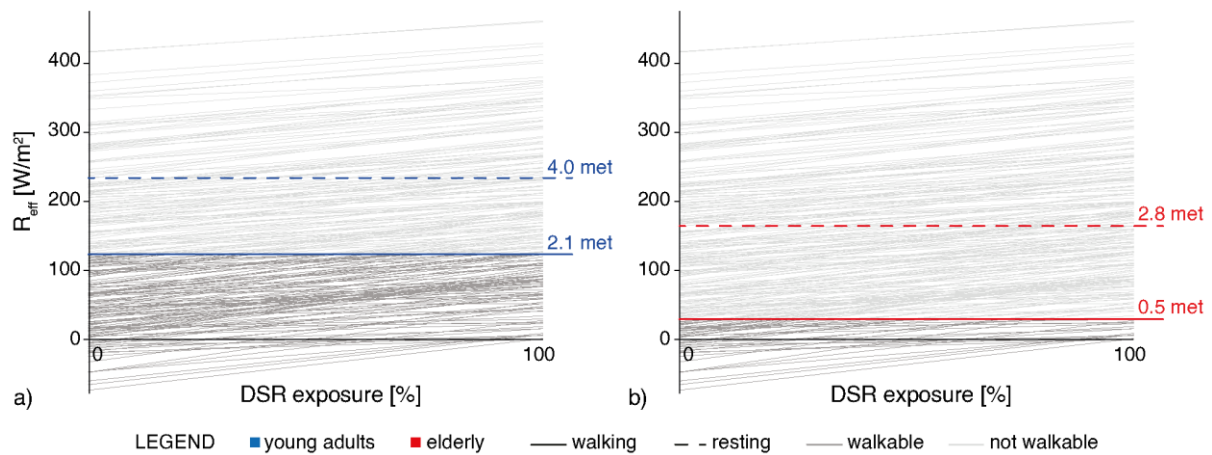 400
300
200
100
0
R_eff [W/m²]
4.0 met
2.1 met
0
100
DSR exposure [%]
a)
400
300
200
100
0
2.8 met
0.5 met
0
100
DSR exposure [%]
b)
LEGEND young adults elderly walking resting walkable not walkable